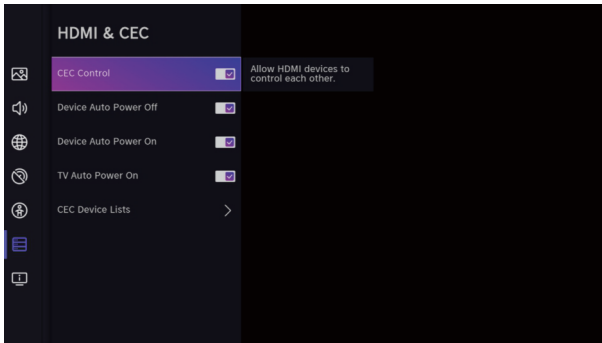 HDMI & CEC
CEC Control
Allow HDMI devices to
control each other.
Device Auto Power Off
Device Auto Power On
TV Auto Power On
CEC Device Lists